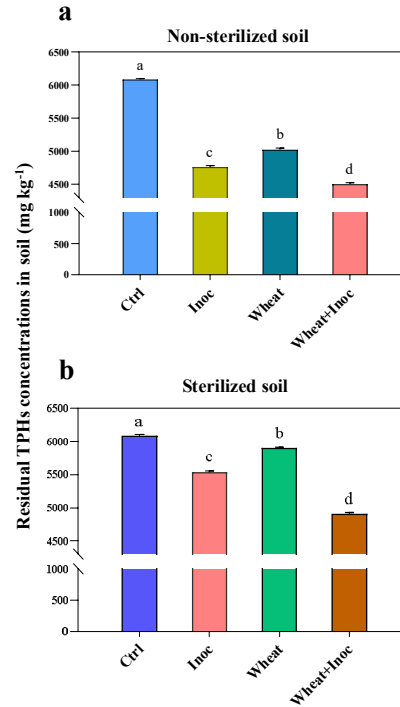 a
Non-sterilized soil
Residual TPHs concentrations in soil (mg kg⁻¹)
6500
6000
5500
5000
4500
1000
500
0
a
c
b
d
Ctrl
Inoc
Wheat
Wheat+Inoc
b
Sterilized soil
6500
6000
5500
5000
4500
1000
500
0
a
c
b
d
Ctrl
Inoc
Wheat
Wheat+Inoc